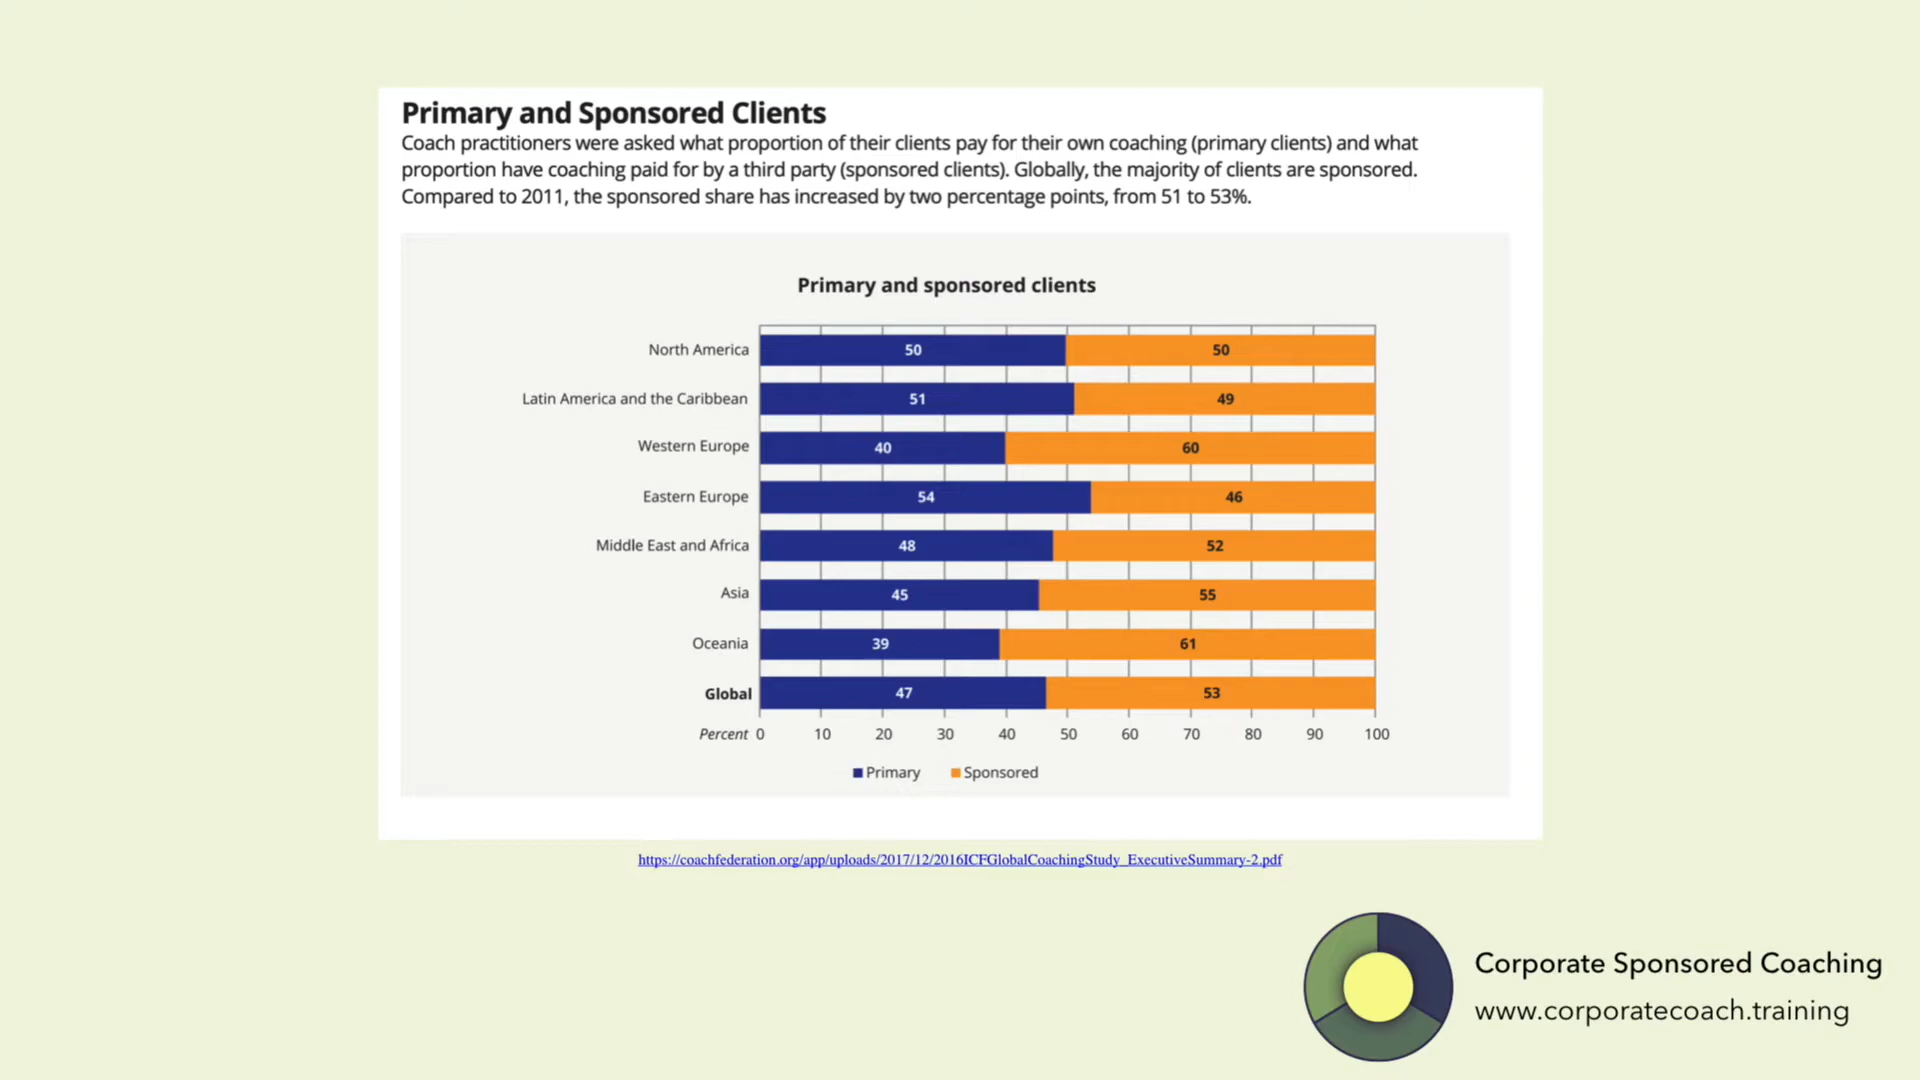 Primary and Sponsored Clients
Coach practitioners were asked what proportion of their clients pay for their own coaching (primary clients) and what
proportion have coaching paid for by a third party (sponsored clients). Globally, the majority of clients are sponsored.
Compared to 2011, the sponsored share has increased by two percentage points, from 51 to 53%.
Primary and sponsored clients
North America 50 50
Latin America and the Caribbean 51 49
Western Europe 40 60
Eastern Europe 54 46
Middle East and Africa 48 52
Asia 45 55
Oceania 39 61
Global 47 53
Percent 0 10 20 30 40 50 60 70 80 90 100
Primary Sponsored
https://coachfederation.org/app/uploads/2017/12/2016ICFGlobalCoachingStudy_ExecutiveSummary-2.pdf
Corporate Sponsored Coaching
www.corporatecoach.training